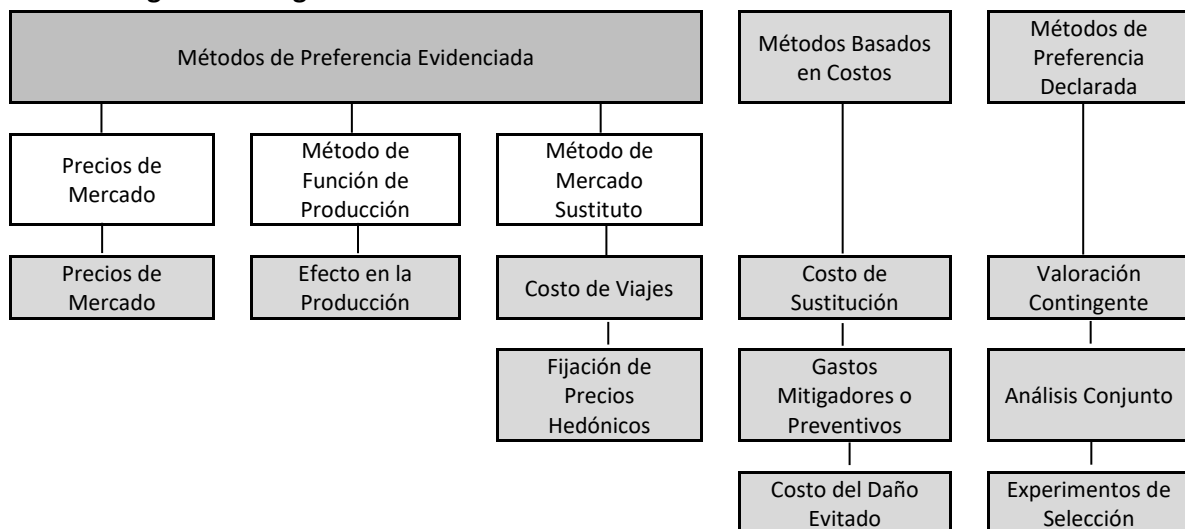 Métodos de Preferencia Evidenciada
Métodos Basados
en Costos
Métodos de
Preferencia
Declarada
Precios de
Mercado
Método de
Función de
Producción
Método de
Mercado
Sustituto
Precios de
Mercado
Efecto en la
Producción
Costo de Viajes
Costo de
Sustitución
Valoración
Contingente
Fijación de
Precios
Hedónicos
Gastos
Mitigadores o
Preventivos
Análisis Conjunto
Costo del Daño
Evitado
Experimentos de
Selección